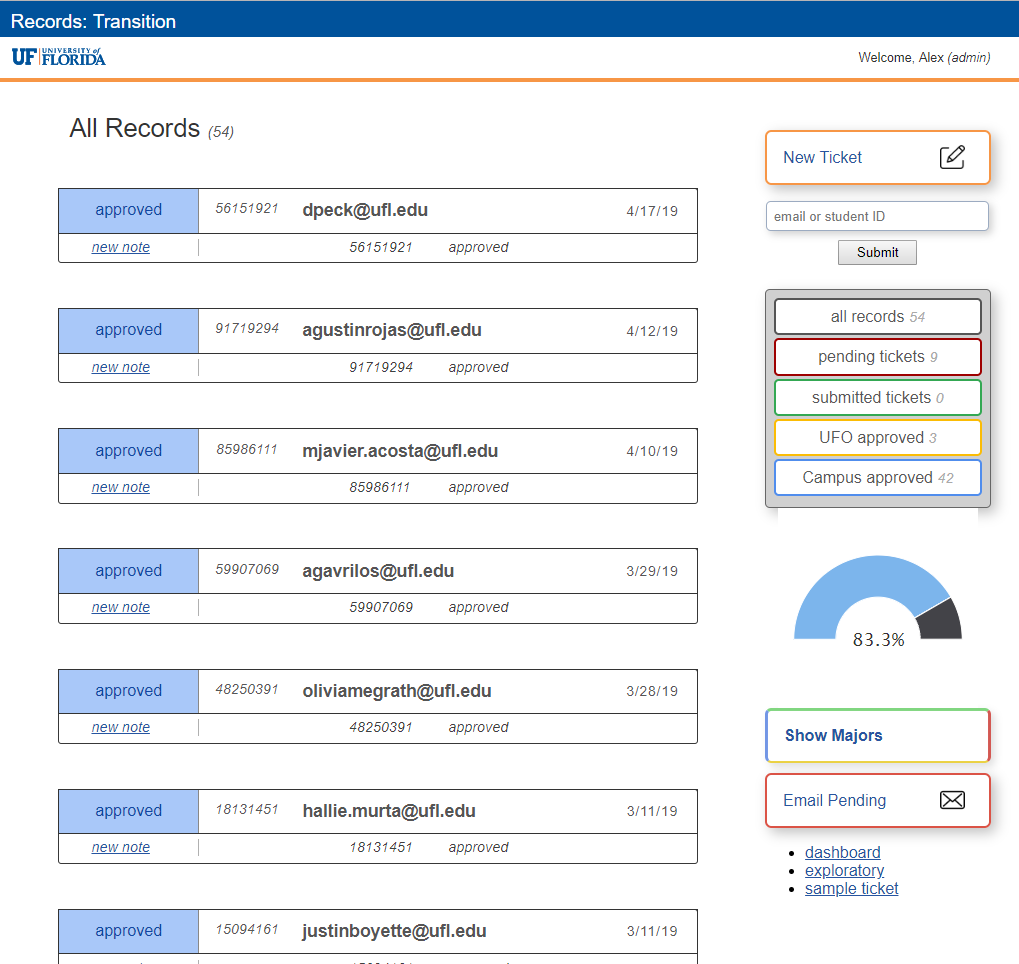 Records: Transition
UF UNIVERSITY of FLORIDA
Welcome, Alex (admin)
All Records (54)
approved 56151921 dpeck@ufl.edu 4/17/19
new note 56151921 approved
approved 91719294 agustinrojas@ufl.edu 4/12/19
new note 91719294 approved
approved 85986111 mjavier.acosta@ufl.edu 4/10/19
new note 85986111 approved
approved 59907069 agavrilos@ufl.edu 3/29/19
new note 59907069 approved
approved 48250391 oliviamegrath@ufl.edu 3/28/19
new note 48250391 approved
approved 18131451 hallie.murta@ufl.edu 3/11/19
new note 18131451 approved
approved 15094161 justinboyette@ufl.edu 3/11/19
New Ticket
email or student ID
Submit
all records 54
pending tickets 9
submitted tickets 0
UFO approved 3
Campus approved 42
83.3%
Show Majors
Email Pending
dashboard
exploratory
sample ticket